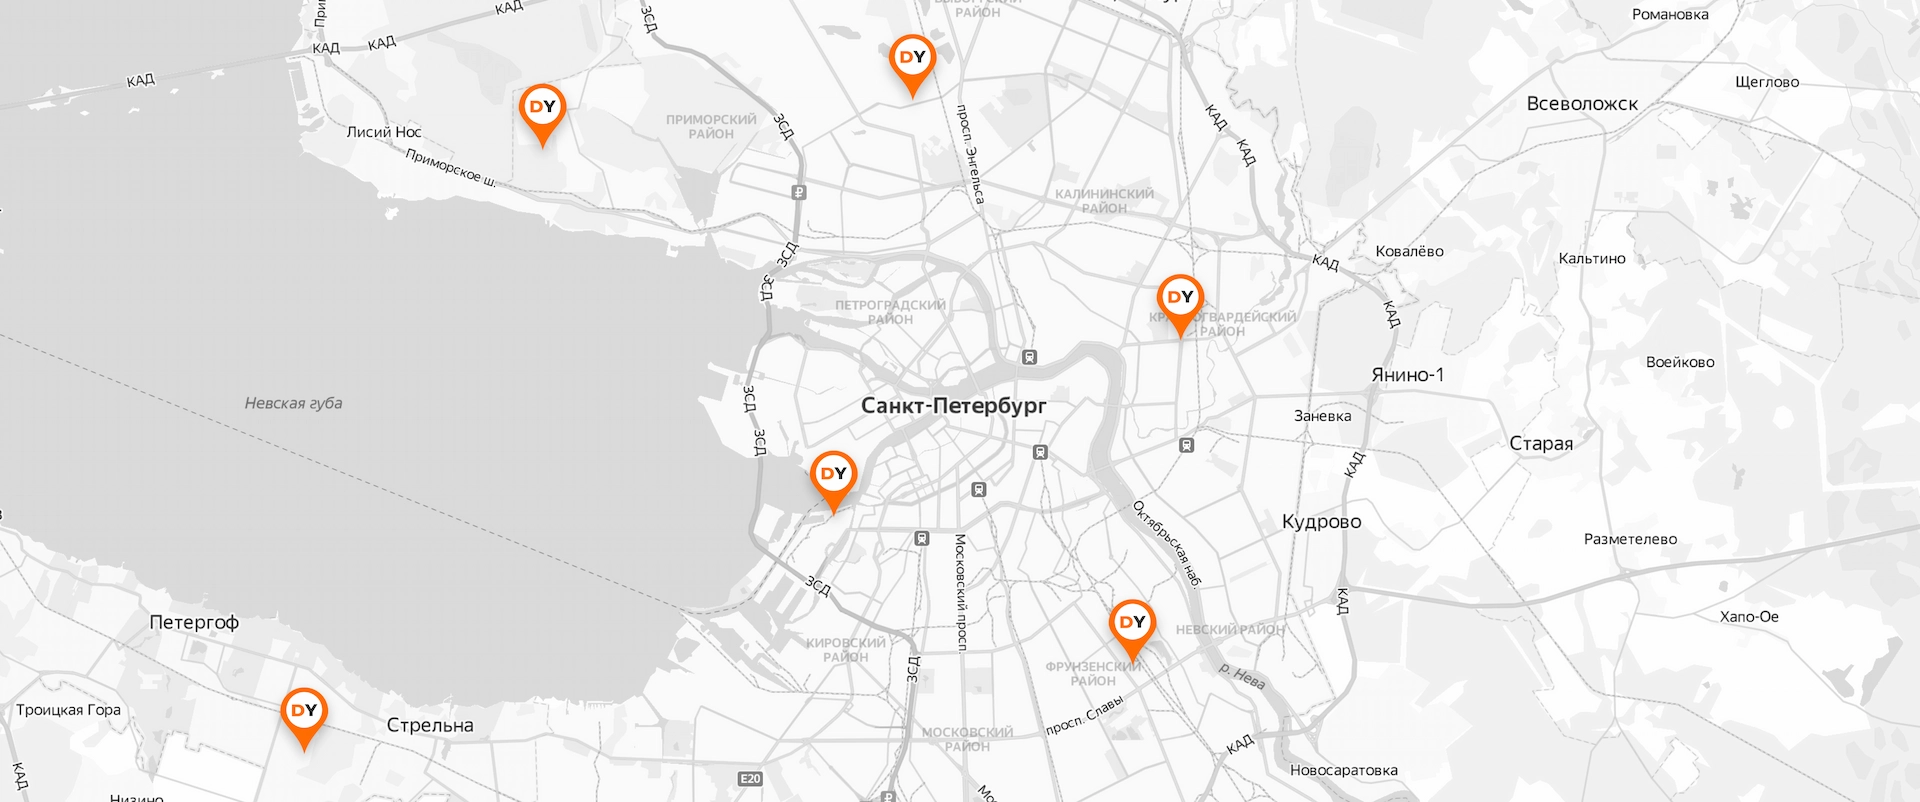 КАД
ЗСД
ВЫБОРГСКИЙ
РАЙОН
Романовка
КАД
КАД
КАД
DY
Щеглово
DY
Всеволожск
Лисий Нос
ПРИМОРСКИЙ
РАЙОН
ЗСД
просп. Энгельса
КАД
КАД
Приморское ш.
КАЛИНИНСКИЙ
РАЙОН
ЗСД
КАД
Ковалёво
Кальтино
ЗСД
DY
ПЕТРОГРАДСКИЙ
РАЙОН
РАЙОН
КАД
Воейково
Янино-1
Невская губа
ЗСД
Санкт-Петербург
Заневка
ЗСД
Старая
КАД
DY
Октябрьская наб.
Кудрово
Разметелево
Московский просп.
ЗСД
КАД
Петергоф
DY
НЕВСКИЙ РАЙОН
Хапо-Ое
КИРОВСКИЙ
РАЙОН
ЗСД
ФРУНЗЕНСКИЙ
РАЙОН
р. Нева
DY
Троицкая Гора
Стрельна
просп. Славы
МОСКОВСКИЙ
РАЙОН
КАД
КАД
E20
Новосаратовка
Низино